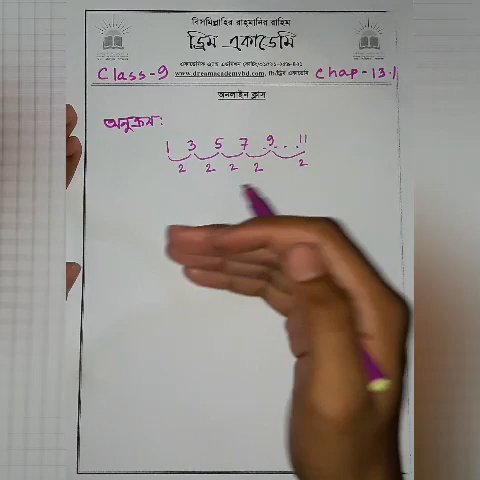 বিসমিল্লাহির রাহমানির রাহিম
ড্রিম একাডেমি
Class-9
www.dreamacademybd.com,
Chap-13.1
অনলাইন ক্লাস
অনুক্রম:
1 3 5 7 9 . . . 11
2 2 2 2 2